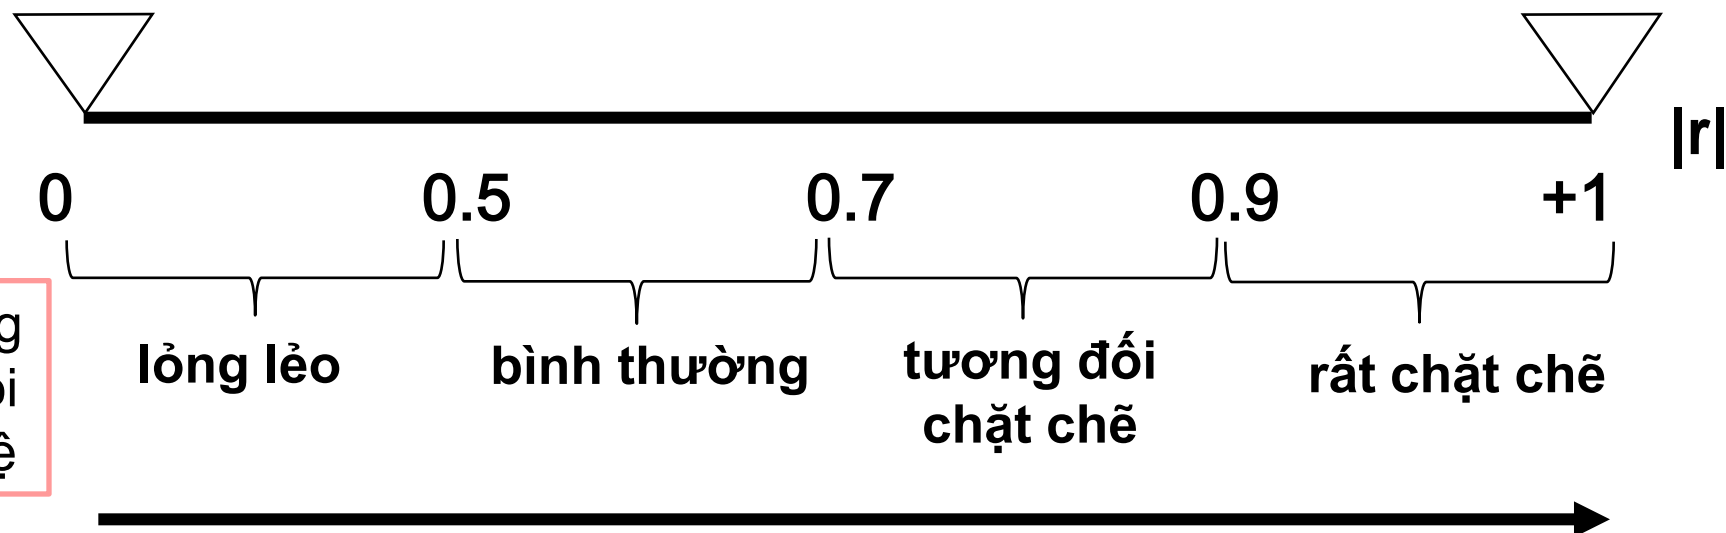 |r|
0 0.5 0.7 0.9 +1
lỏng lẻo bình thường tương đối chặt chẽ rất chặt chẽ